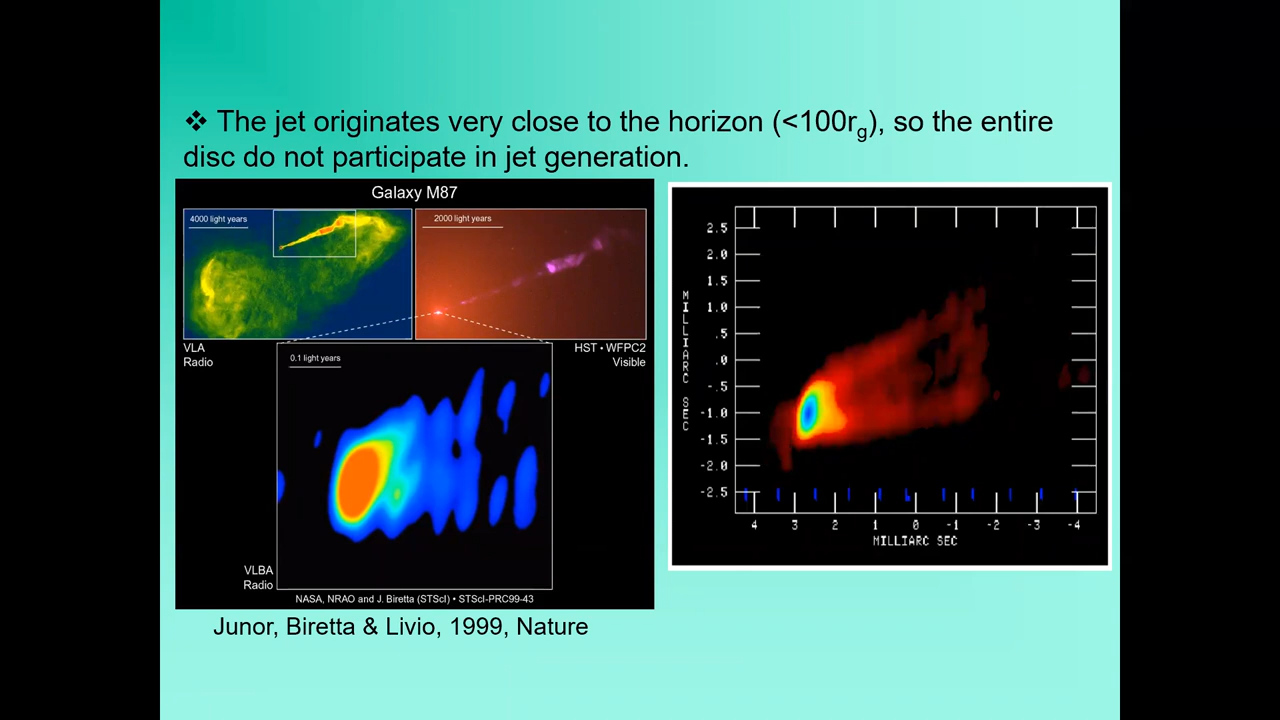 ❖ The jet originates very close to the horizon (<100rg), so the entire
disc do not participate in jet generation.
Galaxy M87
4000 light years
2000 light years
VLA
Radio
HST • WFPC2
Visible
0.1 light years
VLBA
Radio
NASA, NRAO and J. Biretta (STScI) • STScI-PRC99-43
Junor, Biretta & Livio, 1999, Nature
MILLIARC SEC
2.5
2.0
1.5
1.0
.5
.0
-.5
-1.0
-1.5
-2.0
-2.5
4 3 2 1 0 -1 -2 -3 -4
MILLIARC SEC